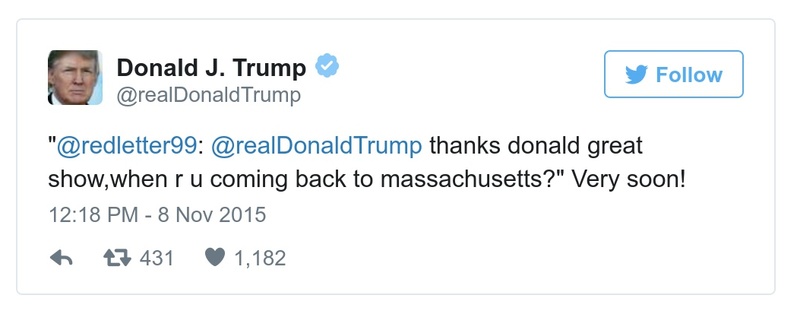 Donald J. Trump
@realDonaldTrump
Follow
"@redletter99: @realDonaldTrump thanks donald great
show,when r u coming back to massachusetts?" Very soon!
12:18 PM - 8 Nov 2015
431 1,182